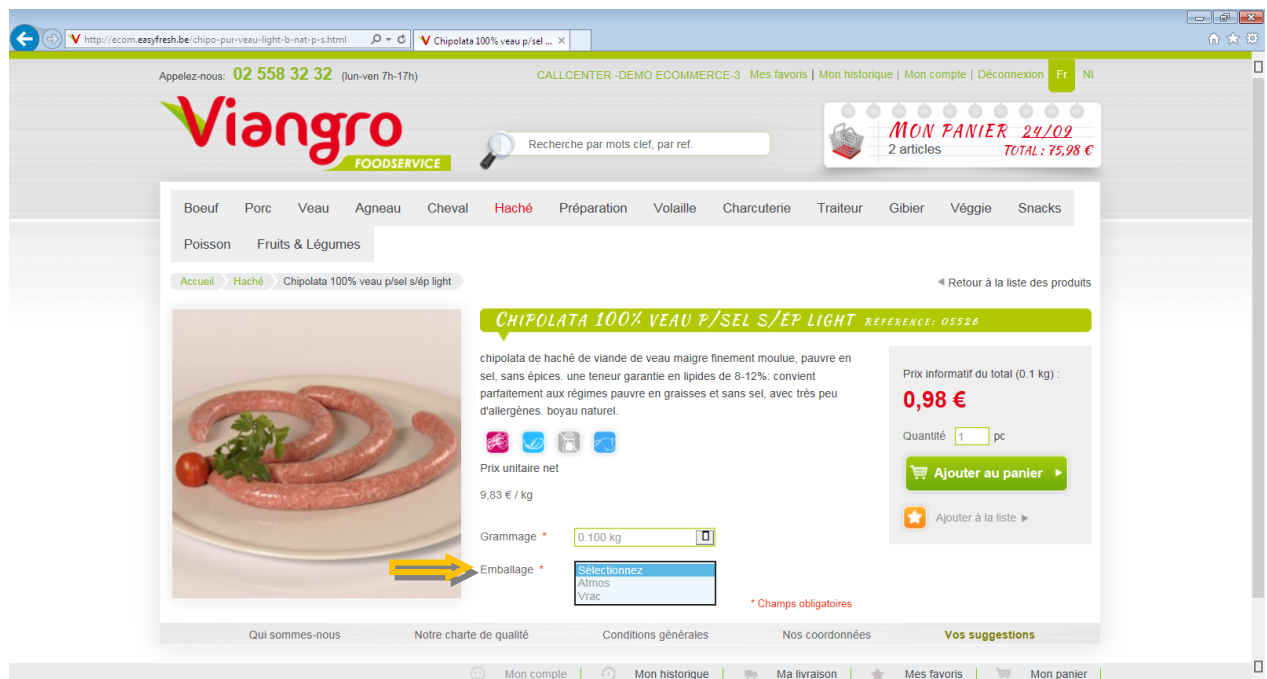 http://ecom.easyfresh.be/chipo-pur-veau-light-b-nat-p-s.html
Chipolata 100% veau p/sel ...
Appelez-nous: 02 558 32 32 (lun-ven 7h-17h)
CALLCENTER -DEMO ECOMMERCE-3 Mes favoris | Mon historique | Mon compte | Déconnexion Fr Nl
Viangro
FOODSERVICE
Recherche par mots clef, par ref.
MON PANIER 24/09
2 articles TOTAL : 75,98 €
Boeuf Porc Veau Agneau Cheval Haché Préparation Volaille Charcuterie Traiteur Gibier Véggie Snacks
Poisson Fruits & Légumes
Accueil Haché Chipolata 100% veau p/sel s/ép light
Retour à la liste des produits
CHIPOLATA 100% VEAU P/SEL S/ÉP LIGHT RÉFÉRENCE: 05526
chipolata de haché de viande de veau maigre finement moulue, pauvre en
sel, sans épices. une teneur garantie en lipides de 8-12%: convient
parfaitement aux régimes pauvre en graisses et sans sel, avec très peu
d'allergènes. boyau naturel.
Prix unitaire net
9,83 € / kg
Grammage * 0.100 kg
Emballage * Sélectionnez
Atmos
Vrac
* Champs obligatoires
Prix informatif du total (0.1 kg) :
0,98 €
Quantité 1 pc
Ajouter au panier
Ajouter à la liste
Qui sommes-nous Notre charte de qualité Conditions générales Nos coordonnées Vos suggestions
Mon compte | Mon historique | Ma livraison | Mes favoris | Mon panier |